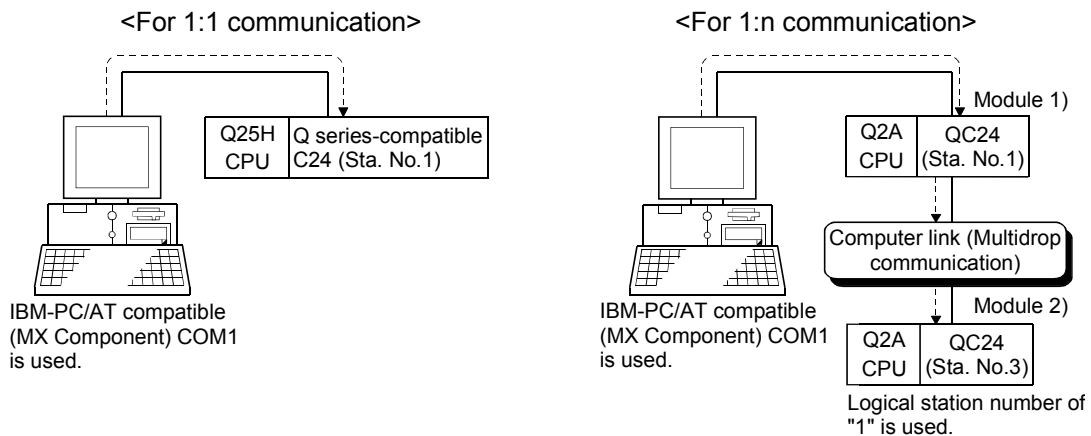 <For 1:1 communication>
Q25H
CPU
Q series-compatible
C24 (Sta. No.1)
IBM-PC/AT compatible
(MX Component) COM1
is used.
<For 1:n communication>
Module 1)
Q2A
CPU
QC24
(Sta. No.1)
Computer link (Multidrop
communication)
Module 2)
Q2A
CPU
QC24
(Sta. No.3)
IBM-PC/AT compatible
(MX Component) COM1
is used.
Logical station number of
"1" is used.